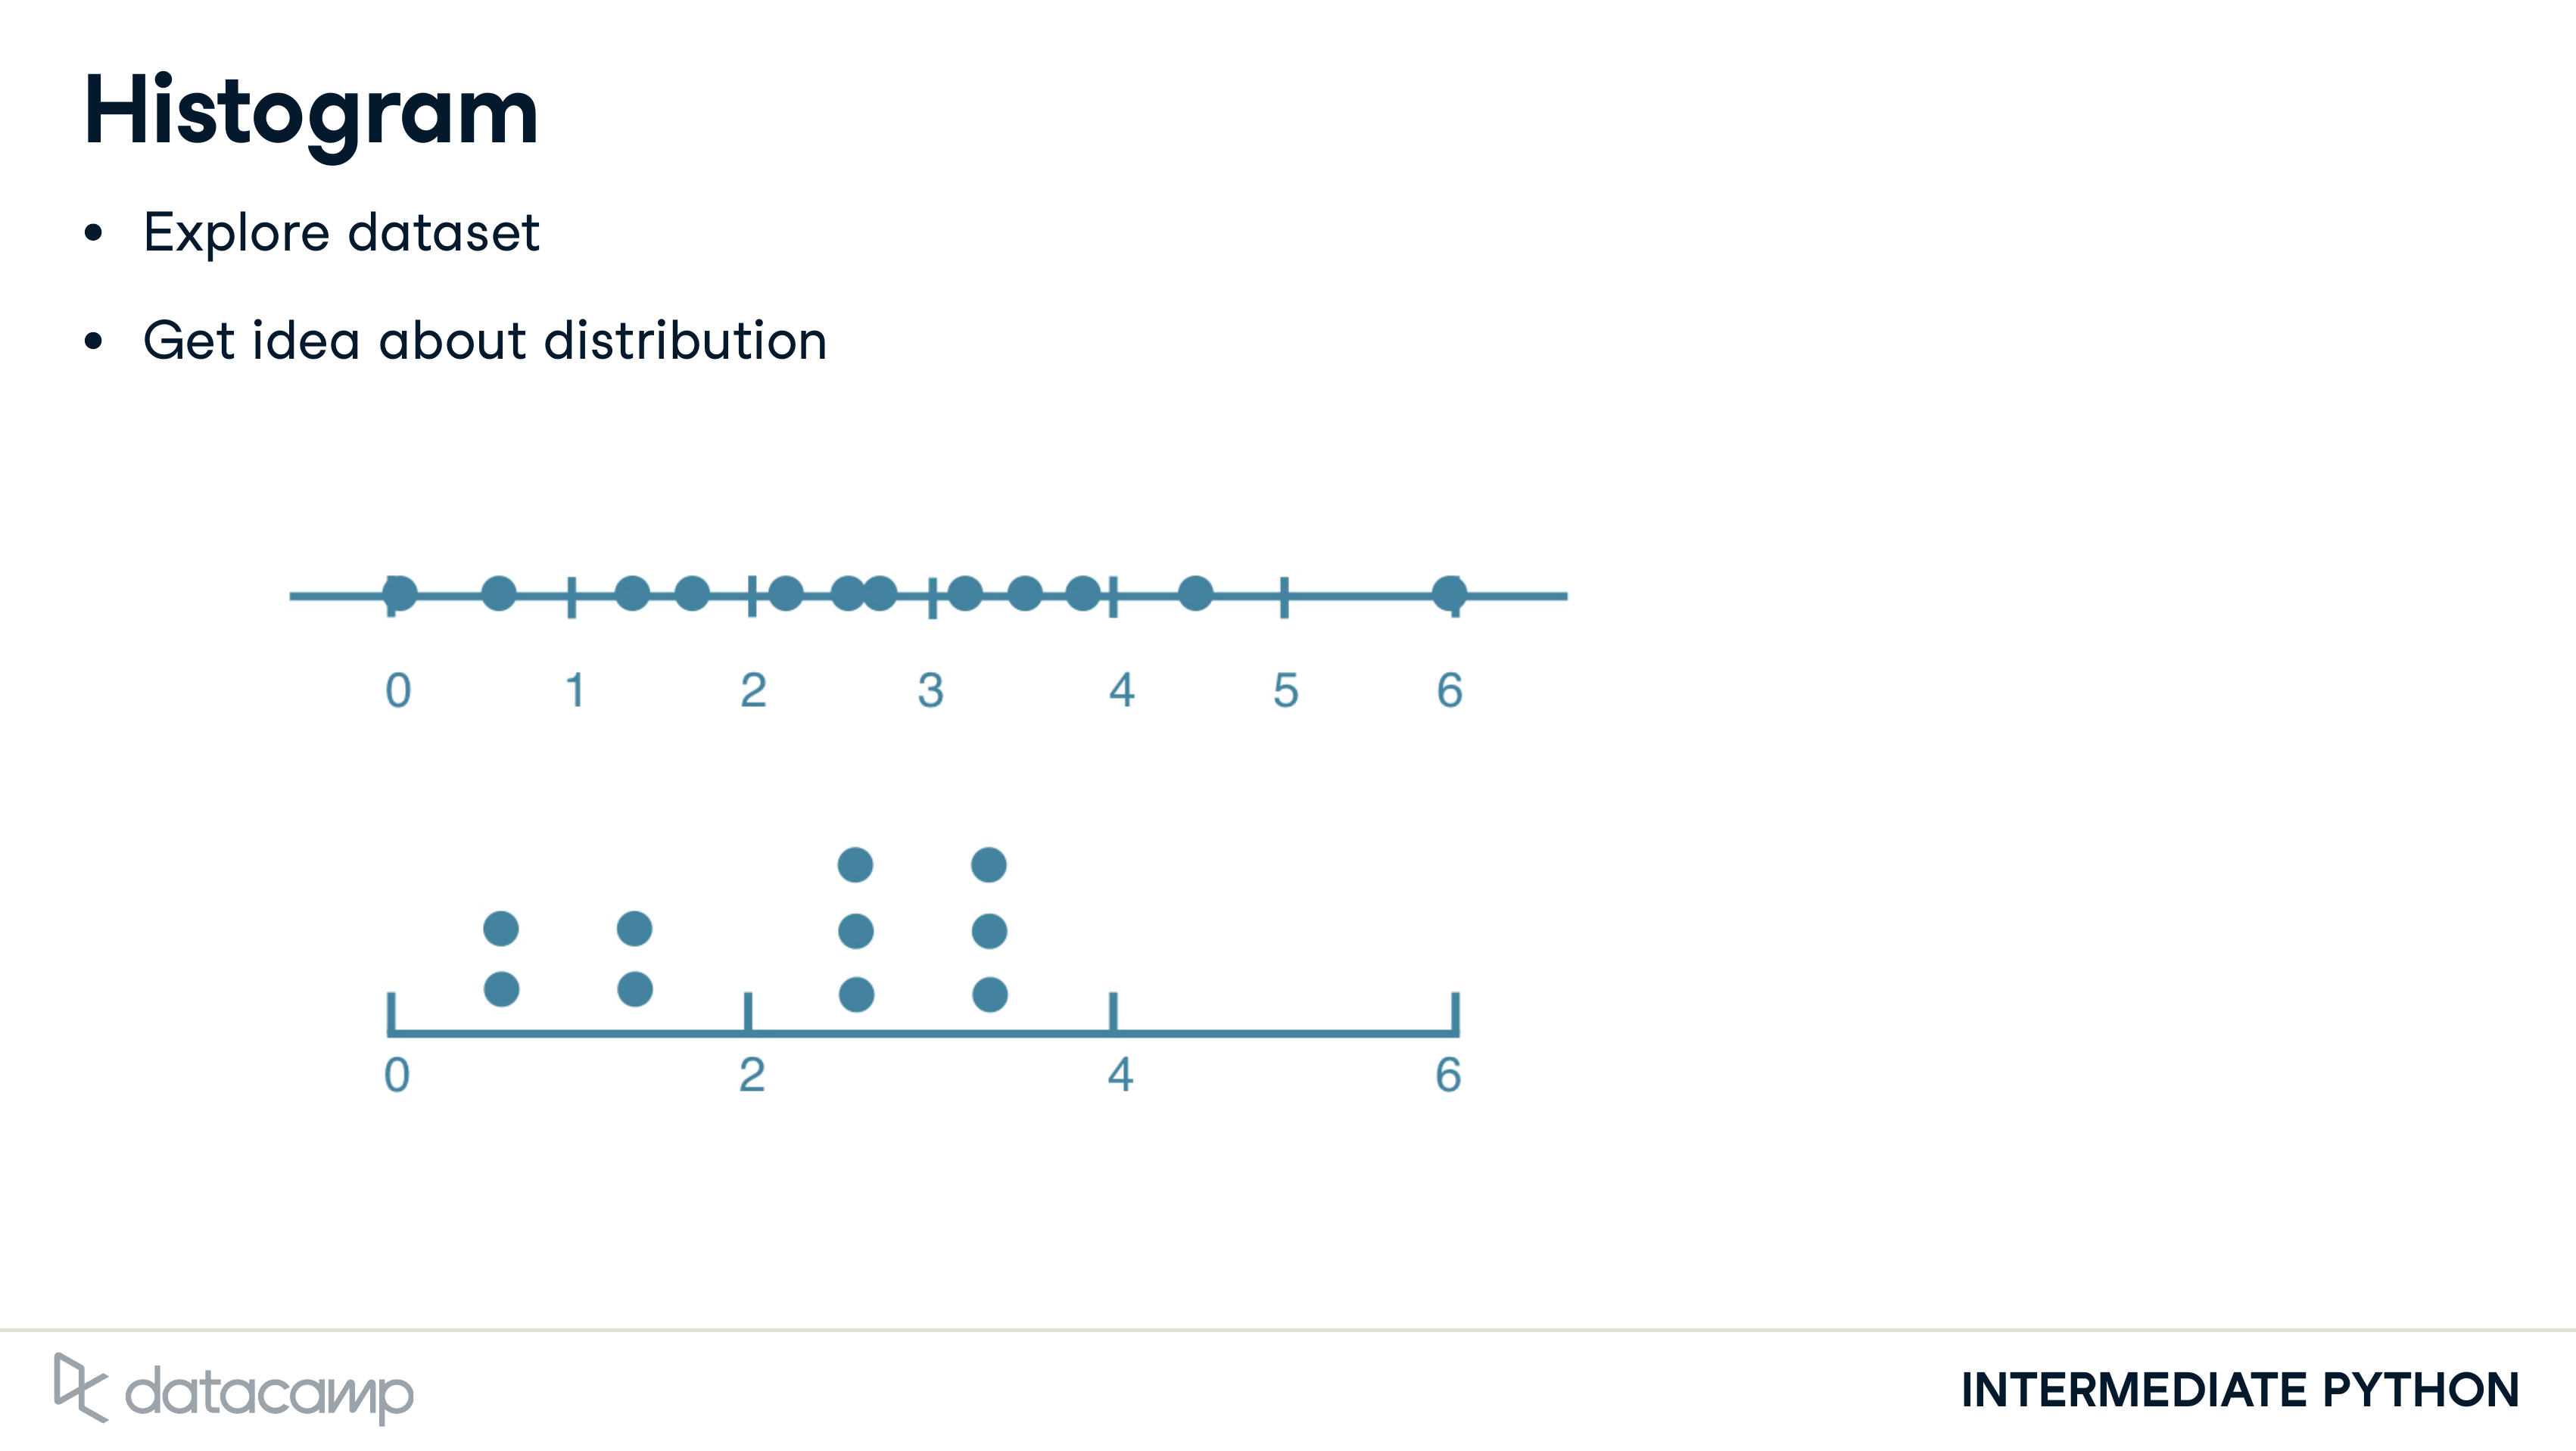 Histogram
• Explore dataset
• Get idea about distribution
0 1 2 3 4 5 6
0 2 4 6
datacamp
INTERMEDIATE PYTHON